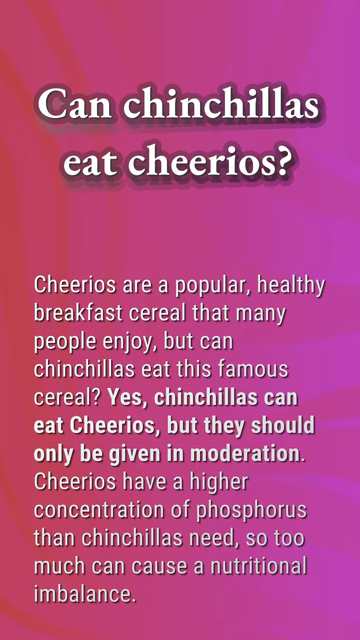 Can chinchillas
eat cheerios?
Cheerios are a popular, healthy
breakfast cereal that many
people enjoy, but can
chinchillas eat this famous
cereal? Yes, chinchillas can
eat Cheerios, but they should
only be given in moderation.
Cheerios have a higher
concentration of phosphorus
than chinchillas need, so too
much can cause a nutritional
imbalance.